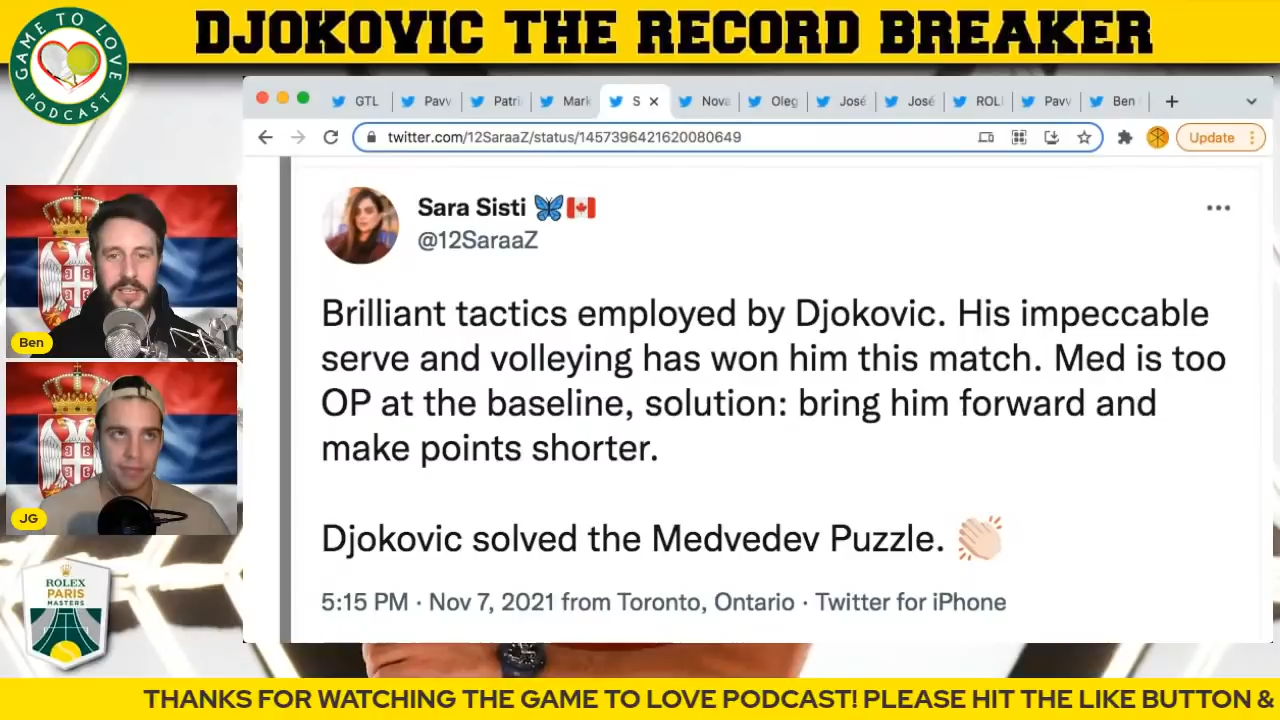 DJOKOVIC THE RECORD BREAKER
GAME TO LOVE
PODCAST
GTL
Pavv
Patri
Mark
S
Nova
Oleg
José
José
ROL
Pavv
Ben
twitter.com/12SaraaZ/status/1457396421620080649
Update
Sara Sisti
@12SaraaZ
Brilliant tactics employed by Djokovic. His impeccable
serve and volleying has won him this match. Med is too
OP at the baseline, solution: bring him forward and
make points shorter.
Djokovic solved the Medvedev Puzzle.
5:15 PM · Nov 7, 2021 from Toronto, Ontario · Twitter for iPhone
Ben
JG
ROLEX
PARIS
MASTERS
THANKS FOR WATCHING THE GAME TO LOVE PODCAST! PLEASE HIT THE LIKE BUTTON &